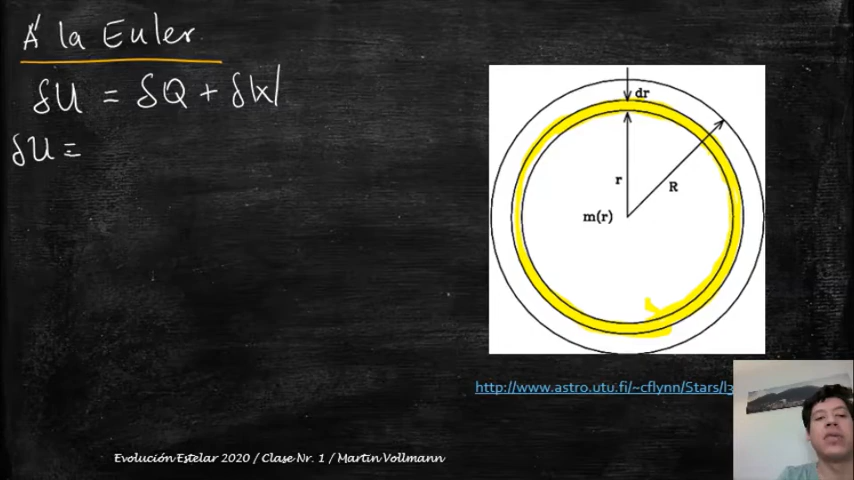 Á la Euler
δU = δQ + δW
δU =
dr
r
R
m(r)
http://www.astro.utu.fi/~cflynn/Stars/l3
Evolución Estelar 2020 / Clase Nr. 1 / Martin Vollmann